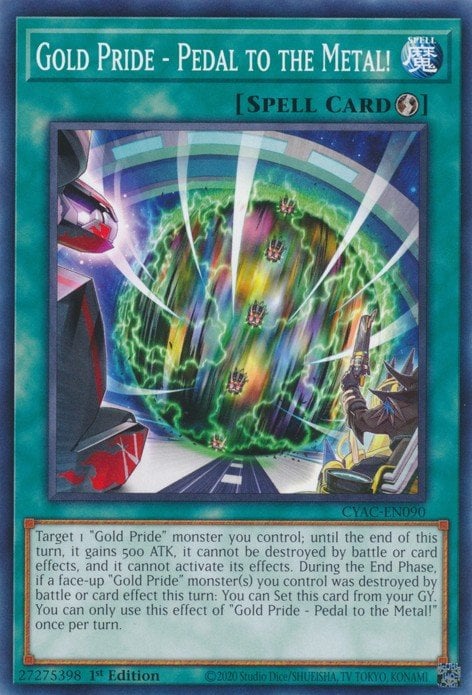 GOLD PRIDE - PEDAL TO THE METAL!
SPELL
魔
[SPELL CARD]
CYAC-EN090
Target 1 "Gold Pride" monster you control; until the end of this
turn, it gains 500 ATK, it cannot be destroyed by battle or card
effects, and it cannot activate its effects. During the End Phase,
if a face-up "Gold Pride" monster(s) you control was destroyed by
battle or card effect this turn: You can Set this card from your GY.
You can only use this effect of "Gold Pride - Pedal to the Metal!"
once per turn.
27275398 1st Edition ©2020 Studio Dice/SHUEISHA, TV TOKYO, KONAMI